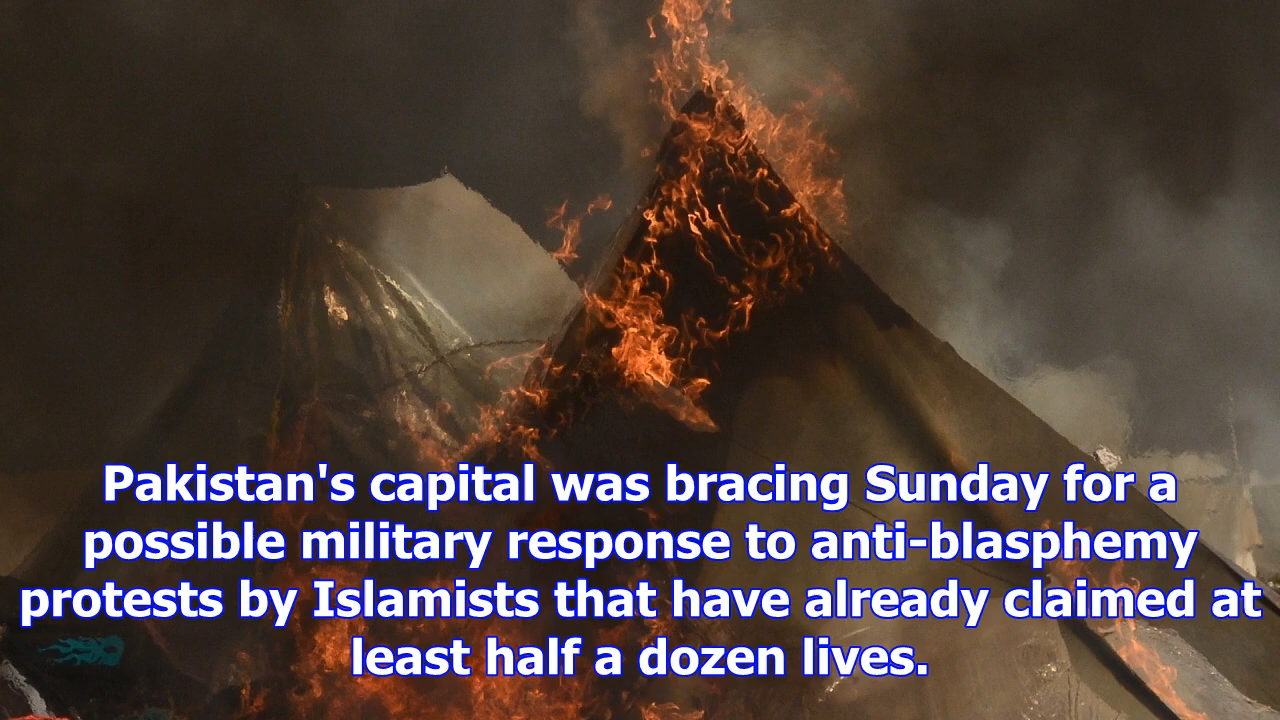 Pakistan's capital was bracing Sunday for a
possible military response to anti-blasphemy
protests by Islamists that have already claimed at
least half a dozen lives.